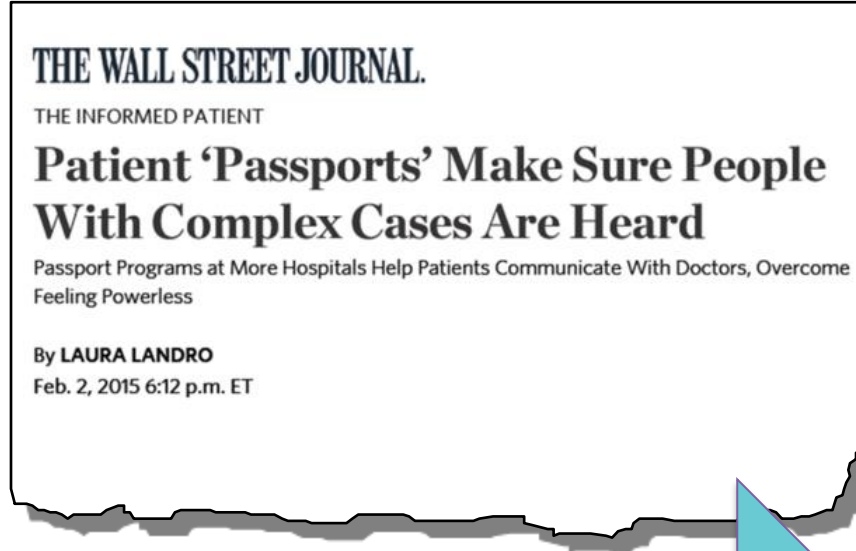 THE WALL STREET JOURNAL.
THE INFORMED PATIENT
Patient ‘Passports’ Make Sure People
With Complex Cases Are Heard
Passport Programs at More Hospitals Help Patients Communicate With Doctors, Overcome
Feeling Powerless
By LAURA LANDRO
Feb. 2, 2015 6:12 p.m. ET